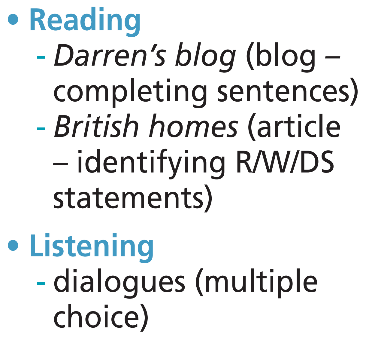 • Reading
- Darren's blog (blog –
completing sentences)
- British homes (article
– identifying R/W/DS
statements)
• Listening
- dialogues (multiple
choice)